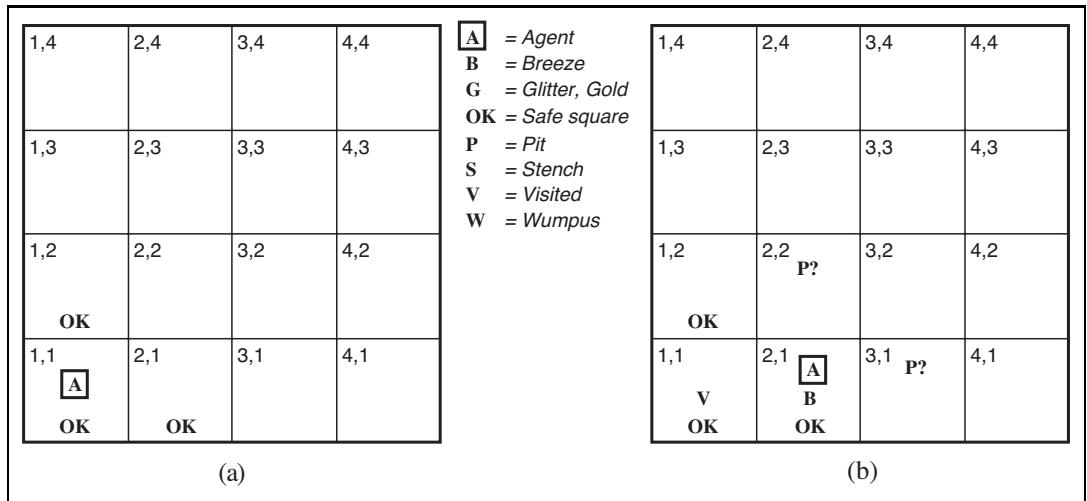 1,4 2,4 3,4 4,4
1,3 2,3 3,3 4,3
1,2 2,2 3,2 4,2
OK
1,1 2,1 3,1 4,1
A
OK OK
(a)
A = Agent
B = Breeze
G = Glitter, Gold
OK = Safe square
P = Pit
S = Stench
V = Visited
W = Wumpus
1,4 2,4 3,4 4,4
1,3 2,3 3,3 4,3
1,2 2,2 3,2 4,2
P?
OK
1,1 2,1 3,1 4,1
A P?
V B
OK OK
(b)